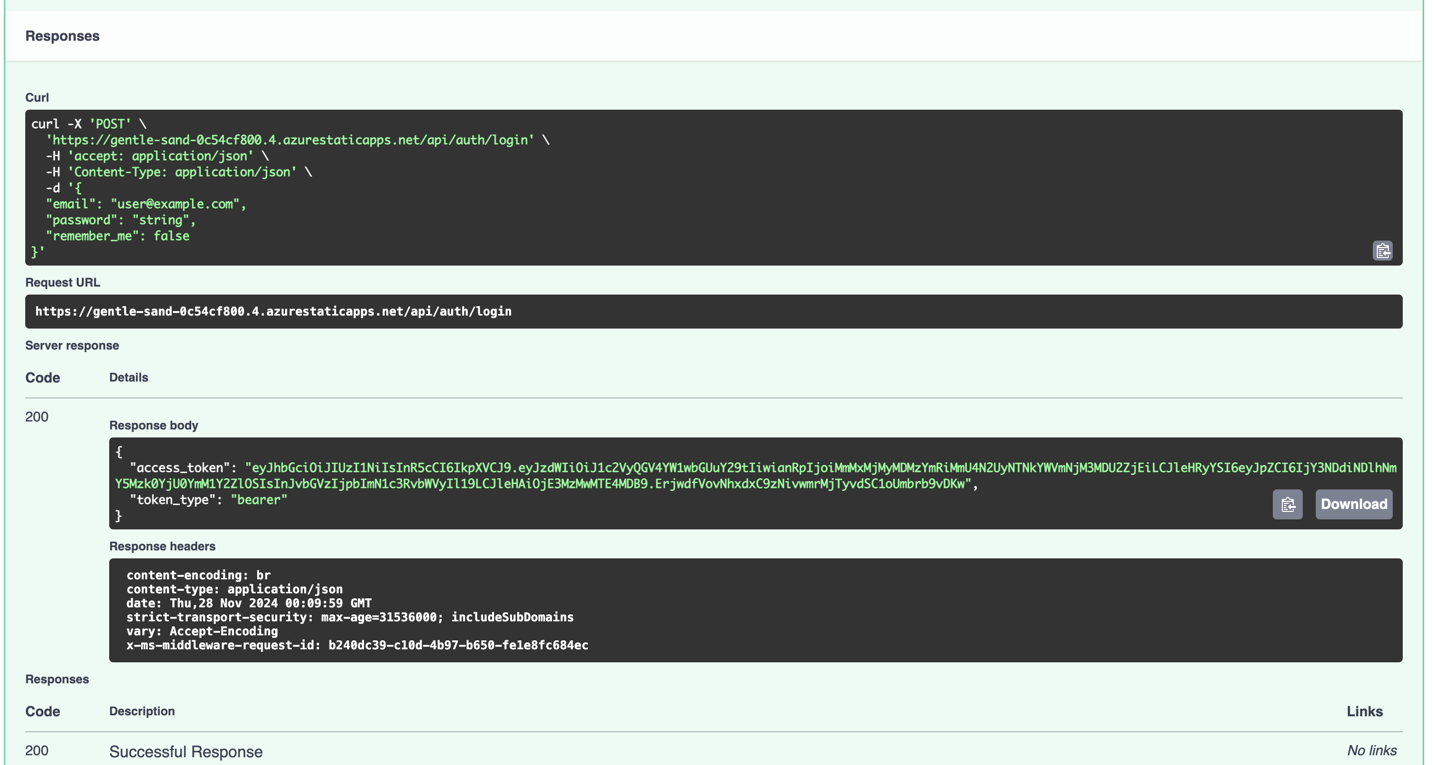 Responses
Curl
curl -X 'POST' \
'https://gentle-sand-0c54cf800.4.azurestaticapps.net/api/auth/login' \
-H 'accept: application/json' \
-H 'Content-Type: application/json' \
-d '{
"email": "user@example.com",
"password": "string",
"remember_me": false
}'
Request URL
https://gentle-sand-0c54cf800.4.azurestaticapps.net/api/auth/login
Server response
Code Details
200
Response body
{
"access_token": "eyJhbGciOiJIUzI1NiIsInR5cCI6IkpXVCJ9.eyJzdWIiOiJ1c2VyQGV4YW1wbGUuY29tIiwianRpIjoiMmMxMjMyMDMzYmRiMmU4N2UyNTNkYWVmNjM3MDU2ZjEiLCJleHRyYSI6eyJpZCI6IjY3NDdiNDlhNm
Y5Mzk0YjU0YmM1Y2ZlOSIsInJvbGVzIjpbImN1c3RvbWVyIl19LCJleHAiOjE3MzMwMTE4MDB9.ErjwdfVovNhxdxC9zNivwmrMjTyvdSC1oUmbrb9vDKw",
"token_type": "bearer"
}
Download
Response headers
content-encoding: br
content-type: application/json
date: Thu,28 Nov 2024 00:09:59 GMT
strict-transport-security: max-age=31536000; includeSubDomains
vary: Accept-Encoding
x-ms-middleware-request-id: b240dc39-c10d-4b97-b650-fe1e8fc684ec
Responses
Code Description Links
200 Successful Response No links